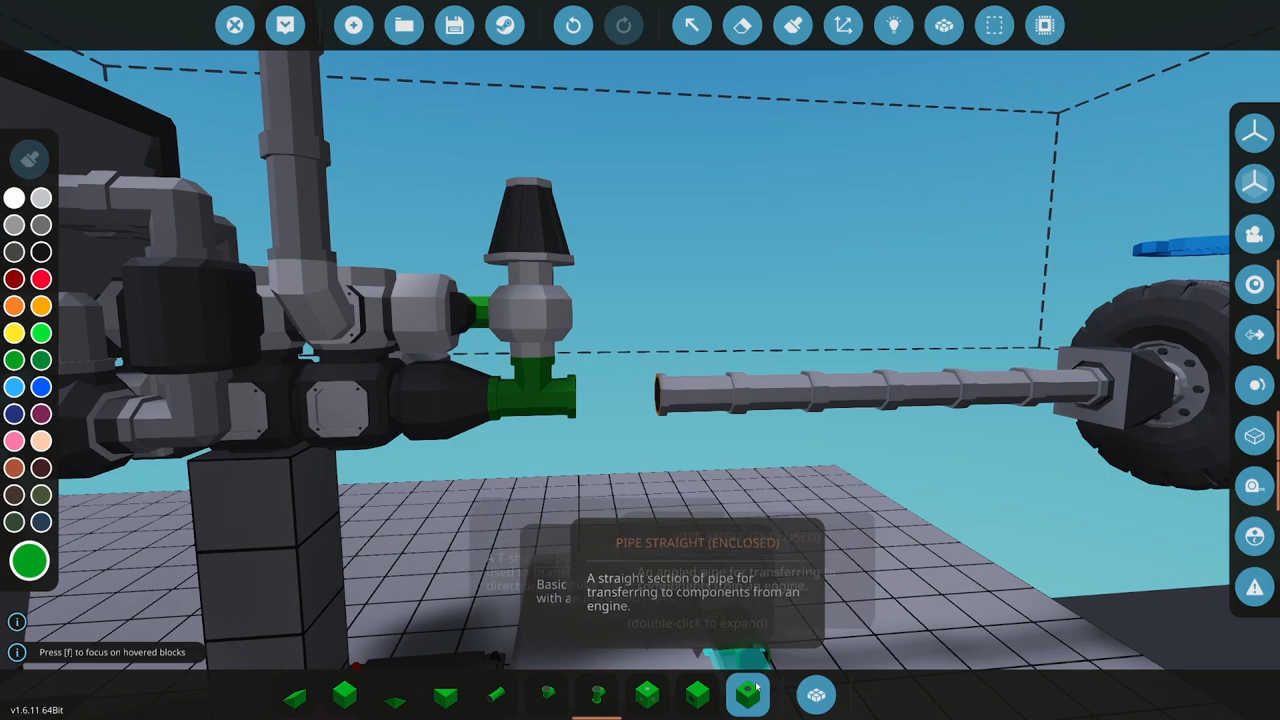 PIPE STRAIGHT (ENCLOSED)
A straight section of pipe for
transferring to components from an
engine.
(double-click to expand)
Basic
with a
Press [f] to focus on hovered blocks
v1.6.11 64Bit